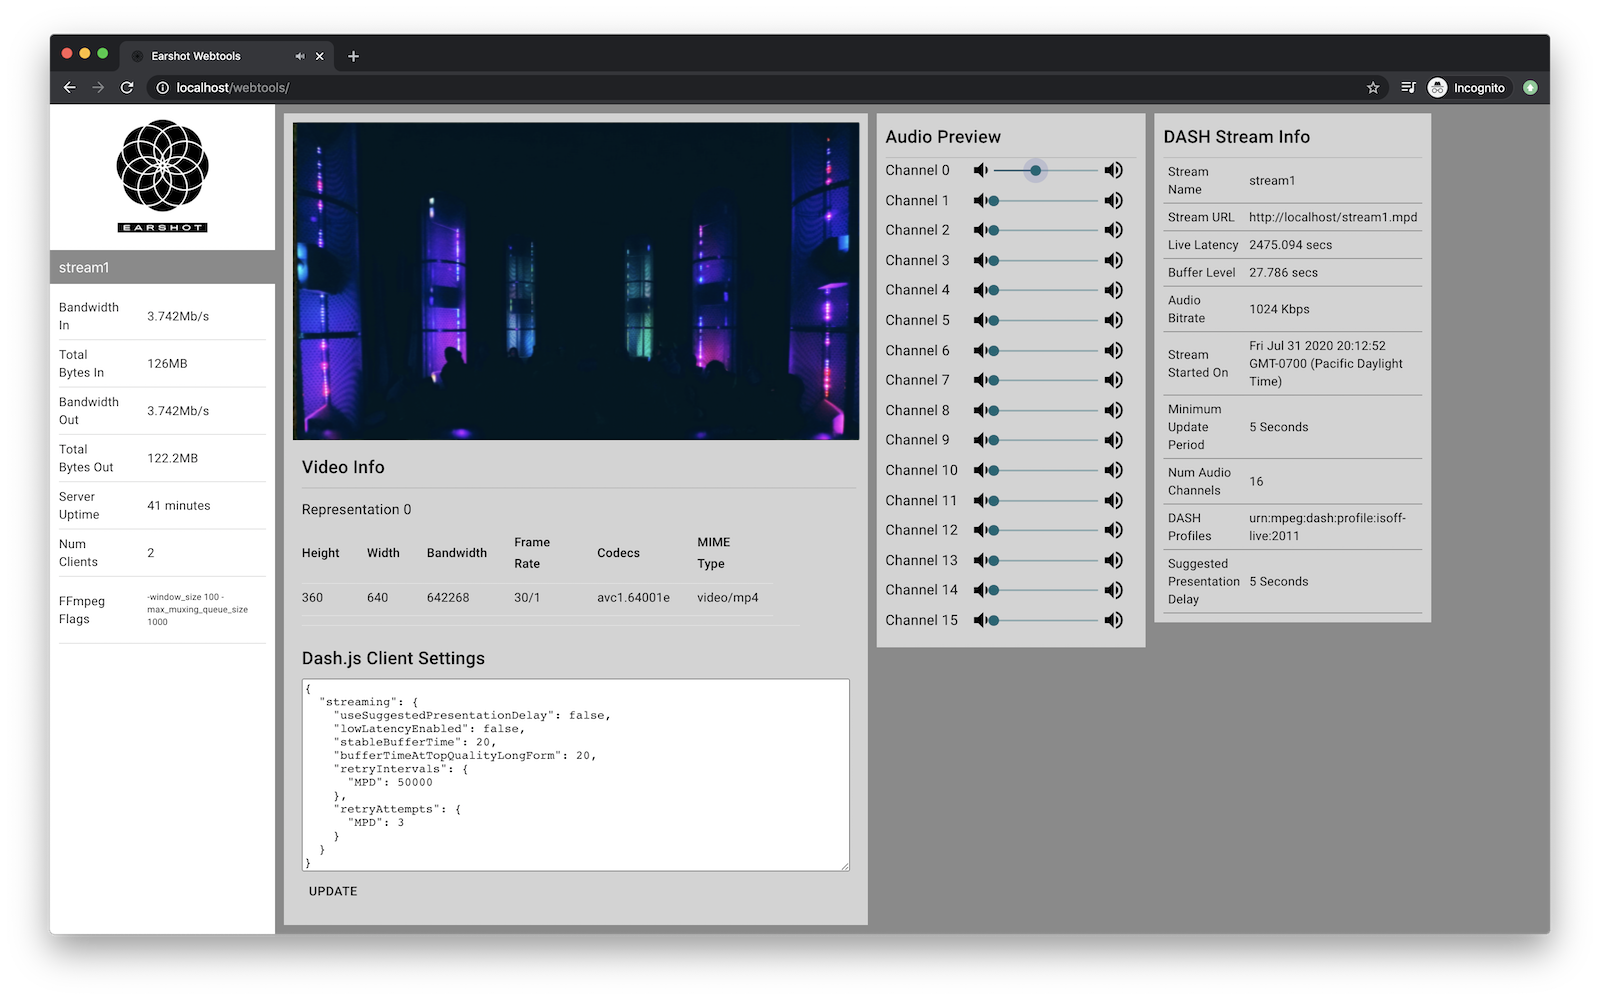 Earshot Webtools
localhost/webtools/
Incognito
EARSHOT
stream1
Bandwidth
In
3.742Mb/s
Total
Bytes In
126MB
Bandwidth
Out
3.742Mb/s
Total
Bytes Out
122.2MB
Server
Uptime
41 minutes
Num
Clients
2
FFmpeg
Flags
-window_size 100 -
max_muxing_queue_size
1000
Video Info
Representation 0
Height Width Bandwidth Frame Rate Codecs MIME Type
360 640 642268 30/1 avc1.64001e video/mp4
Dash.js Client Settings
{
  "streaming": {
    "useSuggestedPresentationDelay": false,
    "lowLatencyEnabled": false,
    "stableBufferTime": 20,
    "bufferTimeAtTopQualityLongForm": 20,
    "retryIntervals": {
      "MPD": 50000
    },
    "retryAttempts": {
      "MPD": 3
    }
  }
}
UPDATE
Audio Preview
Channel 0
Channel 1
Channel 2
Channel 3
Channel 4
Channel 5
Channel 6
Channel 7
Channel 8
Channel 9
Channel 10
Channel 11
Channel 12
Channel 13
Channel 14
Channel 15
DASH Stream Info
Stream
Name
stream1
Stream URL http://localhost/stream1.mpd
Live Latency 2475.094 secs
Buffer Level 27.786 secs
Audio
Bitrate
1024 Kbps
Stream
Started On
Fri Jul 31 2020 20:12:52
GMT-0700 (Pacific Daylight
Time)
Minimum
Update
Period
5 Seconds
Num Audio
Channels
16
DASH
Profiles
urn:mpeg:dash:profile:isoff-
live:2011
Suggested
Presentation
Delay
5 Seconds